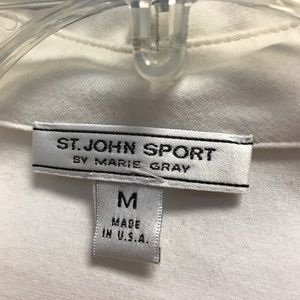 ST. JOHN SPORT
BY MARIE GRAY
M
MADE
IN U.S.A.